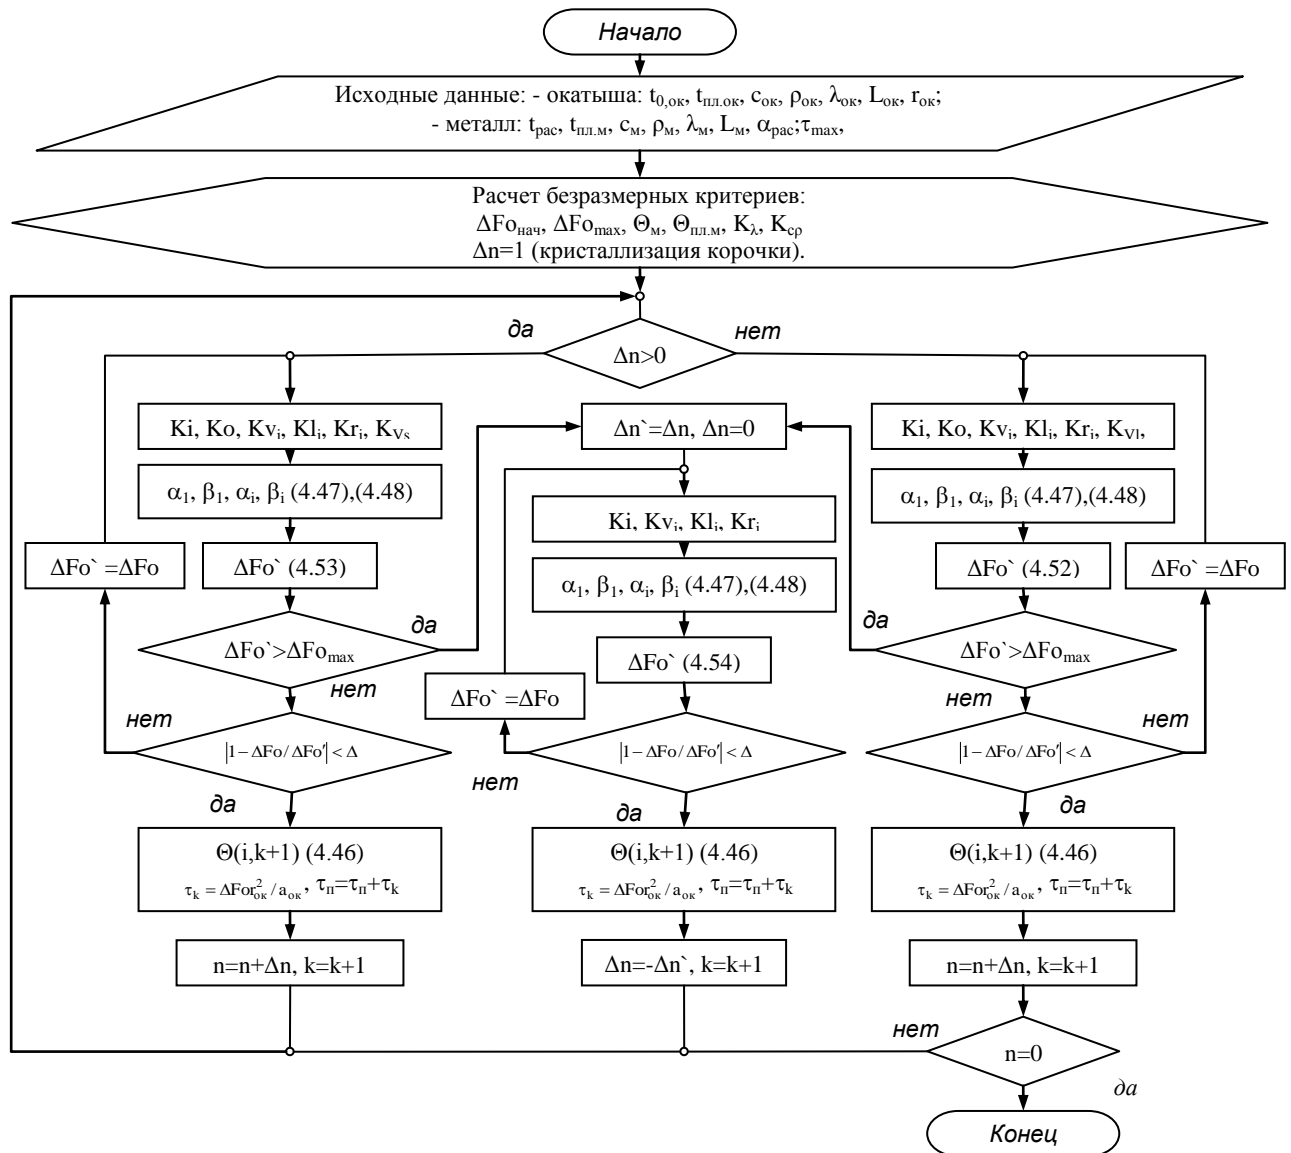 Начало
Исходные данные: - окатыша: t0,ок, tпл.ок, cок, ρок, λок, Lок, rок;
- металл: tрас, tпл.м, cм, ρм, λм, Lм, αрас;τmax,
Расчет безразмерных критериев:
ΔFoнач, ΔFomax, Θм, Θпл.м, Kλ, Kcρ
Δn=1 (кристаллизация корочки).
да
нет
Δn>0
Ki, Ko, Kvi, Kli, Kri, KVs
α1, β1, αi, βi (4.47),(4.48)
ΔFo` =ΔFo
ΔFo` (4.53)
да
ΔFo`>ΔFomax
нет
нет
|1−ΔFo/ΔFo′| < Δ
да
Θ(i,k+1) (4.46)
τk = ΔFor²ок / aок, τп=τп+τk
n=n+Δn, k=k+1
Δn`=Δn, Δn=0
Ki, Kvi, Kli, Kri
α1, β1, αi, βi (4.47),(4.48)
ΔFo` (4.54)
ΔFo` =ΔFo
|1−ΔFo/ΔFo′| < Δ
нет
да
Θ(i,k+1) (4.46)
τk = ΔFor²ок / aок, τп=τп+τk
Δn=-Δn`, k=k+1
Ki, Ko, Kvi, Kli, Kri, KVl,
α1, β1, αi, βi (4.47),(4.48)
ΔFo` (4.52)
ΔFo` =ΔFo
да
ΔFo`>ΔFomax
нет
нет
|1−ΔFo/ΔFo′| < Δ
да
Θ(i,k+1) (4.46)
τk = ΔFor²ок / aок, τп=τп+τk
n=n+Δn, k=k+1
нет
n=0
да
Конец